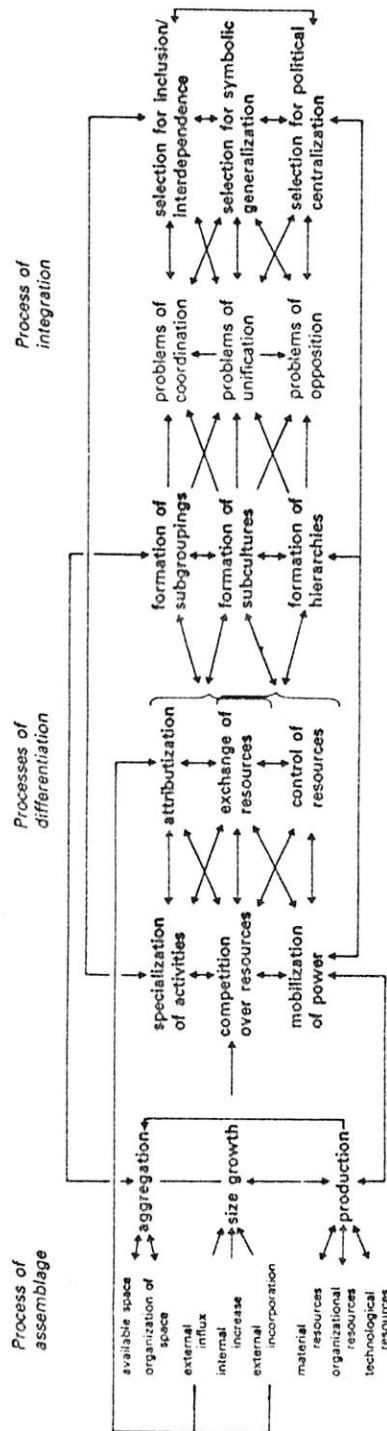 Process of
assemblage
Processes of
differentiation
Process of
integration
available space
organization of
space
external
influx
internal
increase
external
incorporation
material
resources
organizational
resources
technological
resources
aggregation
size growth
production
specialization
of activities
competition
over resources
mobilization
of power
attributization
exchange of
resources
control of
resources
formation of
subgroupings
formation of
subcultures
formation of
hierarchies
problems of
coordination
problems of
unification
problems of
opposition
selection for inclusion/
interdependence
selection for symbolic
generalization
selection for political
centralization